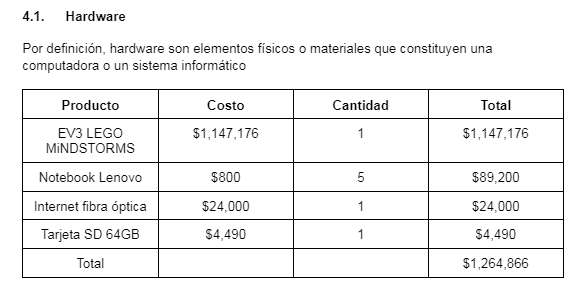 4.1. Hardware
Por definición, hardware son elementos físicos o materiales que constituyen una
computadora o un sistema informático
Producto Costo Cantidad Total
EV3 LEGO
MiNDSTORMS $1,147,176 1 $1,147,176
Notebook Lenovo $800 5 $89,200
Internet fibra óptica $24,000 1 $24,000
Tarjeta SD 64GB $4,490 1 $4,490
Total $1,264,866